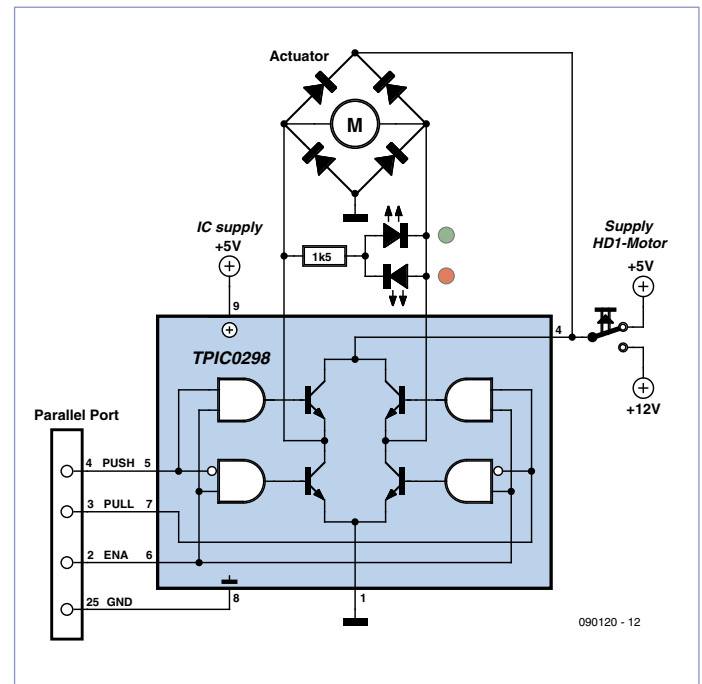 Actuator
M
IC supply
+5V
9
1k5
Supply
HD1-Motor
+5V
4
+12V
TPIC0298
Parallel Port
4 PUSH 5
3 PULL 7
2 ENA 6
25 GND
8
1
090120 - 12